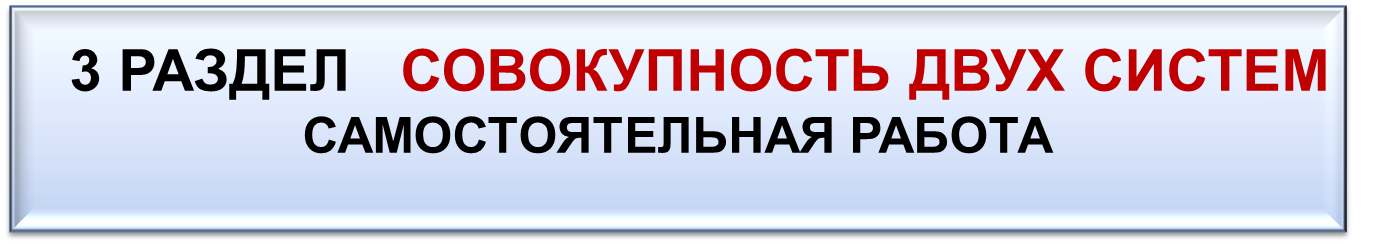 3 РАЗДЕЛ СОВОКУПНОСТЬ ДВУХ СИСТЕМ
САМОСТОЯТЕЛЬНАЯ РАБОТА